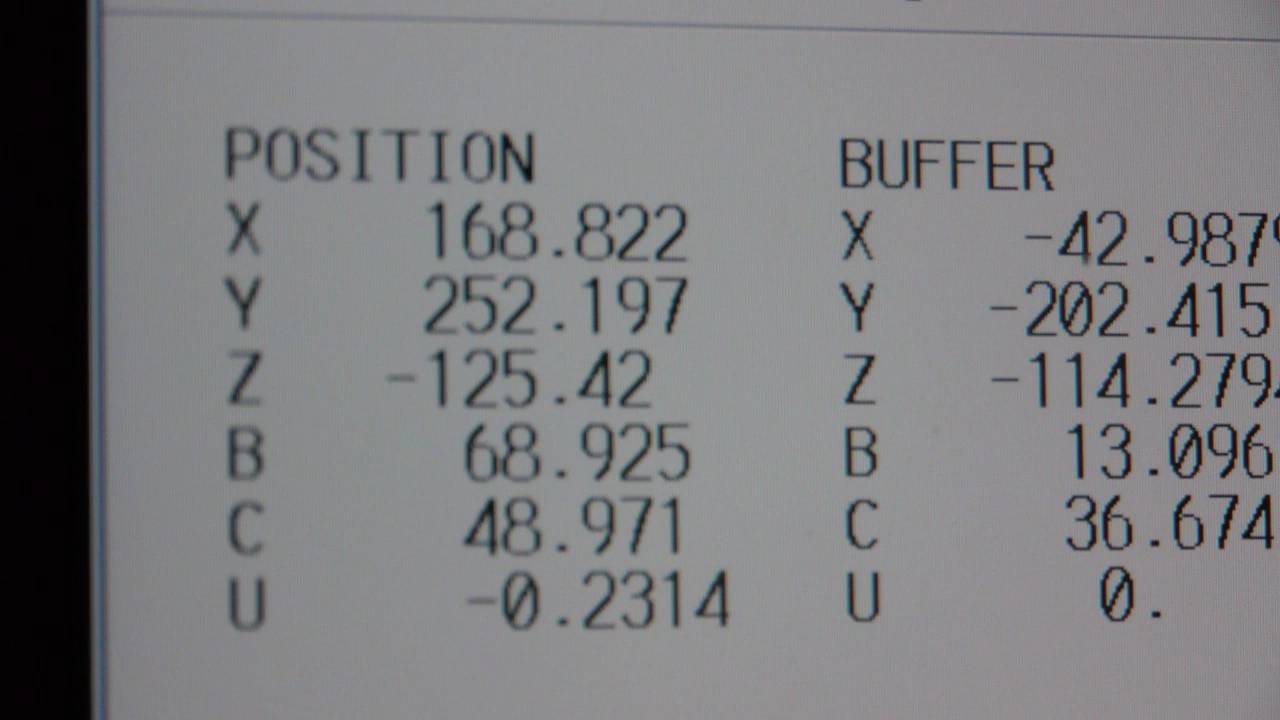 POSITION BUFFER
X 168.822 X -42.987
Y 252.197 Y -202.415
Z -125.42 Z -114.279
B 68.925 B 13.096
C 48.971 C 36.674
U -0.2314 U 0.